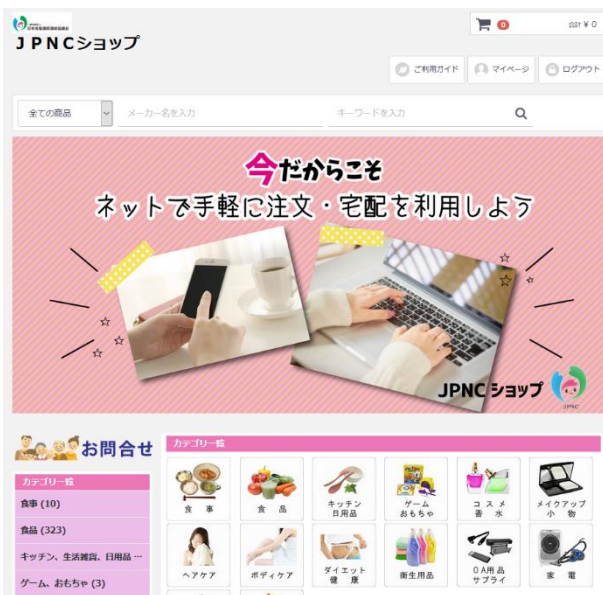 JPNCショップ
0
合計 ¥ 0
ご利用ガイド
マイページ
ログアウト
全ての商品
メーカー名を入力
キーワードを入力
今だからこそ
ネットで手軽に注文・宅配を利用しよう
JPNCショップ
JPNC
お問合せ
カテゴリ一覧
カテゴリ一覧
食事 (10)
食品 (323)
キッチン、生活雑貨、日用品 …
ゲーム、おもちゃ (3)
食 事
食 品
キッチン
日用品
ゲーム
おもちゃ
コスメ
香 水
メイクアップ
小 物
ヘアケア
ボディケア
ダイエット
健 康
衛生用品
OA用品
サプライ
家 電